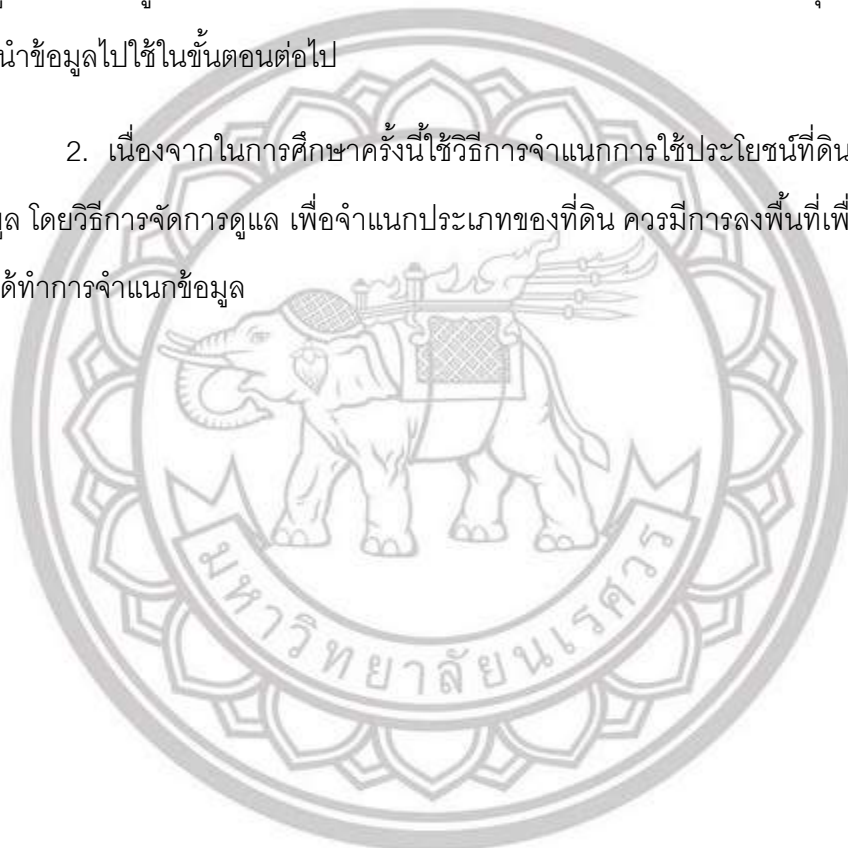 นำข้อมูลไปใช้ในขั้นตอนต่อไป
2. เนื่องจากในการศึกษาครั้งนี้ใช้วิธีการจำแนกการใช้ประโยชน์ที่ดิน
มูล โดยวิธีการจัดการดูแล เพื่อจำแนกประเภทของที่ดิน ควรมีการลงพื้นที่เพื่
ด้ทำการจำแนกข้อมูล
มหาวิทยาลัยนเรศวร